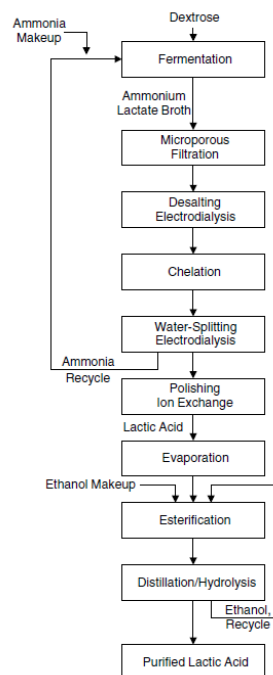 Ammonia
Makeup
Dextrose
Fermentation
Ammonium
Lactate Broth
Microporous
Filtration
Desalting
Electrodialysis
Chelation
Water-Splitting
Electrodialysis
Ammonia
Recycle
Polishing
Ion Exchange
Lactic Acid
Evaporation
Ethanol Makeup
Esterification
Distillation/Hydrolysis
Ethanol,
Recycle
Purified Lactic Acid